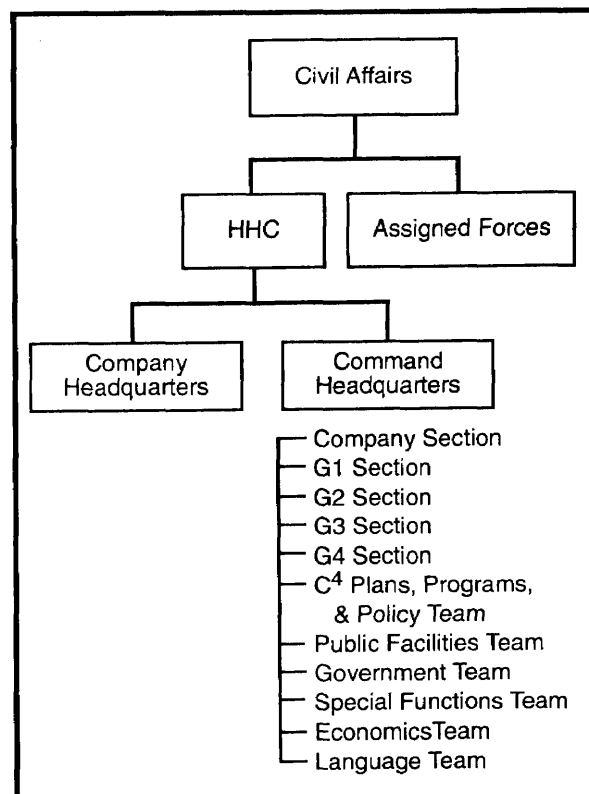 Civil Affairs
HHC
Assigned Forces
Company
Headquarters
Command
Headquarters
Company Section
G1 Section
G2 Section
G3 Section
G4 Section
C⁴ Plans, Programs,
& Policy Team
Public Facilities Team
Government Team
Special Functions Team
EconomicsTeam
Language Team